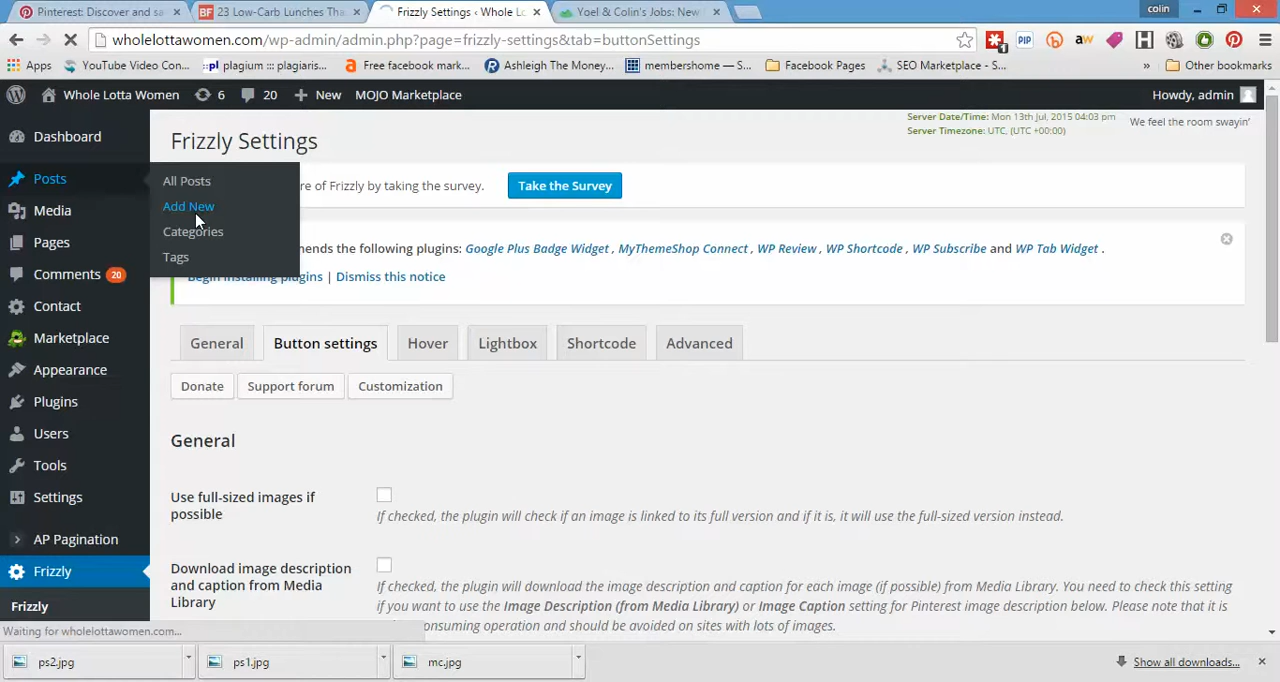 Pinterest: Discover and sa
23 Low-Carb Lunches Tha
Frizzly Settings ‹ Whole Lo
Yoel & Colin's Jobs: New
colin
wholelottawomen.com/wp-admin/admin.php?page=frizzly-settings&tab=buttonSettings
Apps
YouTube Video Con...
plagium ::: plagiaris...
Free facebook mark...
Ashleigh The Money...
membershome — S...
Facebook Pages
SEO Marketplace - S...
»
Other bookmarks
Whole Lotta Women
6
20
New
MOJO Marketplace
Howdy, admin
Dashboard
Posts
Media
Pages
Comments 20
Contact
Marketplace
Appearance
Plugins
Users
Tools
Settings
AP Pagination
Frizzly
Frizzly
All Posts
Add New
Categories
Tags
Frizzly Settings
Server Date/Time: Mon 13th Jul, 2015 04:03 pm
Server Timezone: UTC, (UTC +00:00)
We feel the room swayin'
re of Frizzly by taking the survey.
Take the Survey
mends the following plugins: Google Plus Badge Widget , MyThemeShop Connect , WP Review , WP Shortcode , WP Subscribe and WP Tab Widget .
Begin installing plugins | Dismiss this notice
General
Button settings
Hover
Lightbox
Shortcode
Advanced
Donate
Support forum
Customization
General
Use full-sized images if
possible
If checked, the plugin will check if an image is linked to its full version and if it is, it will use the full-sized version instead.
Download image description
and caption from Media
Library
If checked, the plugin will download the image description and caption for each image (if possible) from Media Library. You need to check this setting
if you want to use the Image Description (from Media Library) or Image Caption setting for Pinterest image description below. Please note that it is
consuming operation and should be avoided on sites with lots of images.
Waiting for wholelottawomen.com...
ps2.jpg
ps1.jpg
mc.jpg
Show all downloads...